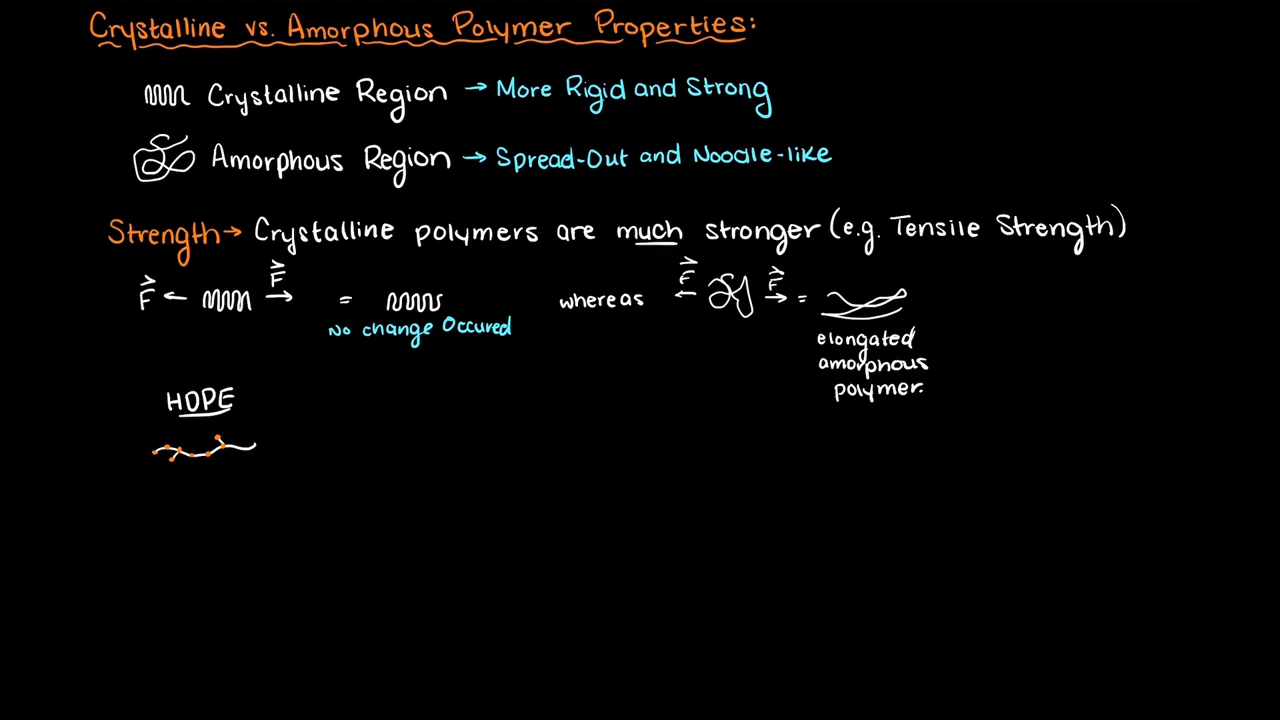 Crystalline vs. Amorphous Polymer Properties:
Crystalline Region → More Rigid and Strong
Amorphous Region → Spread-Out and Noodle-like
Strength → Crystalline polymers are much stronger (e.g. Tensile Strength)
F ← F → = whereas F ← F → =
No change Occured
elongated
amorphous
polymer.
HDPE